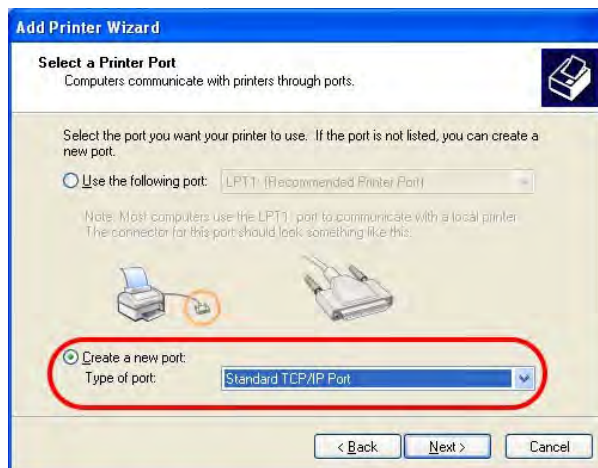 Add Printer Wizard
Select a Printer Port
Computers communicate with printers through ports.
Select the port you want your printer to use. If the port is not listed, you can create a
new port.
Use the following port: LPT1: (Recommended Printer Port)
Note: Most computers use the LPT1: port to communicate with a local printer.
The connector for this port should look something like this:
Create a new port:
Type of port: Standard TCP/IP Port
< Back Next > Cancel